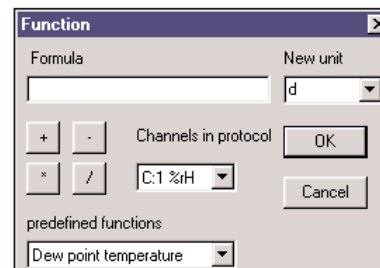 Function
Formula
New unit
d
+ -
Channels in protocol
OK
* /
C:1 %rH
Cancel
predefined functions
Dew point temperature